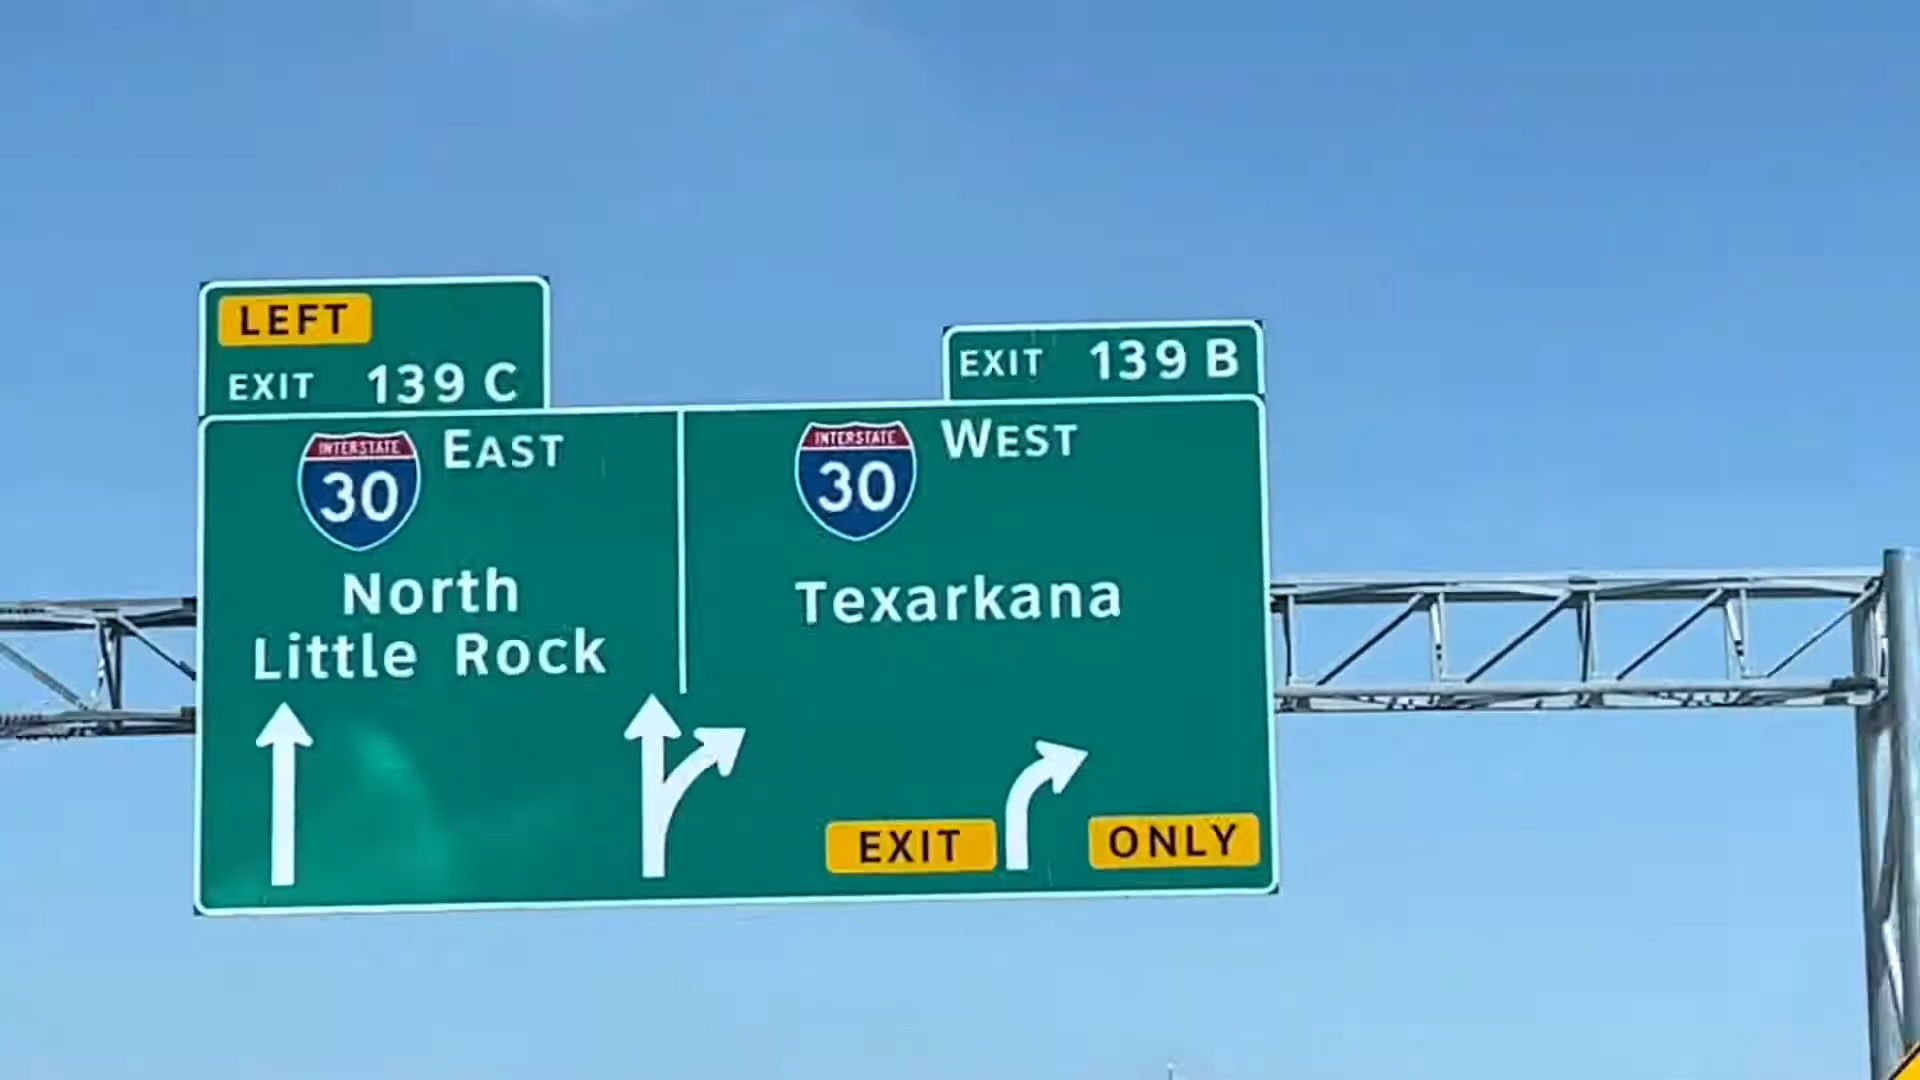 LEFT
EXIT 139 C
INTERSTATE
30
EAST
North
Little Rock
EXIT 139 B
INTERSTATE
30
WEST
Texarkana
EXIT ONLY